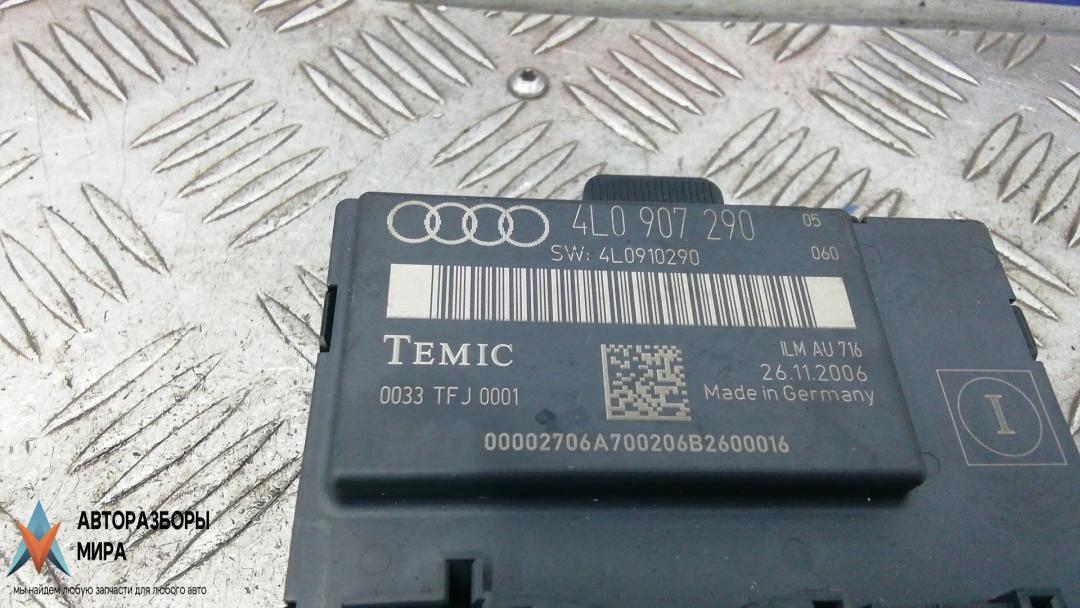 4L0 907 290 05
SW: 4L0910290 060
TEMIC
ILM AU 716
26.11.2006
0033 TFJ 0001
Made in Germany
00002706A700206B2600016
I
АВТОРАЗБОРЫ
МИРА
мы найдем любую запчасти для любого авто